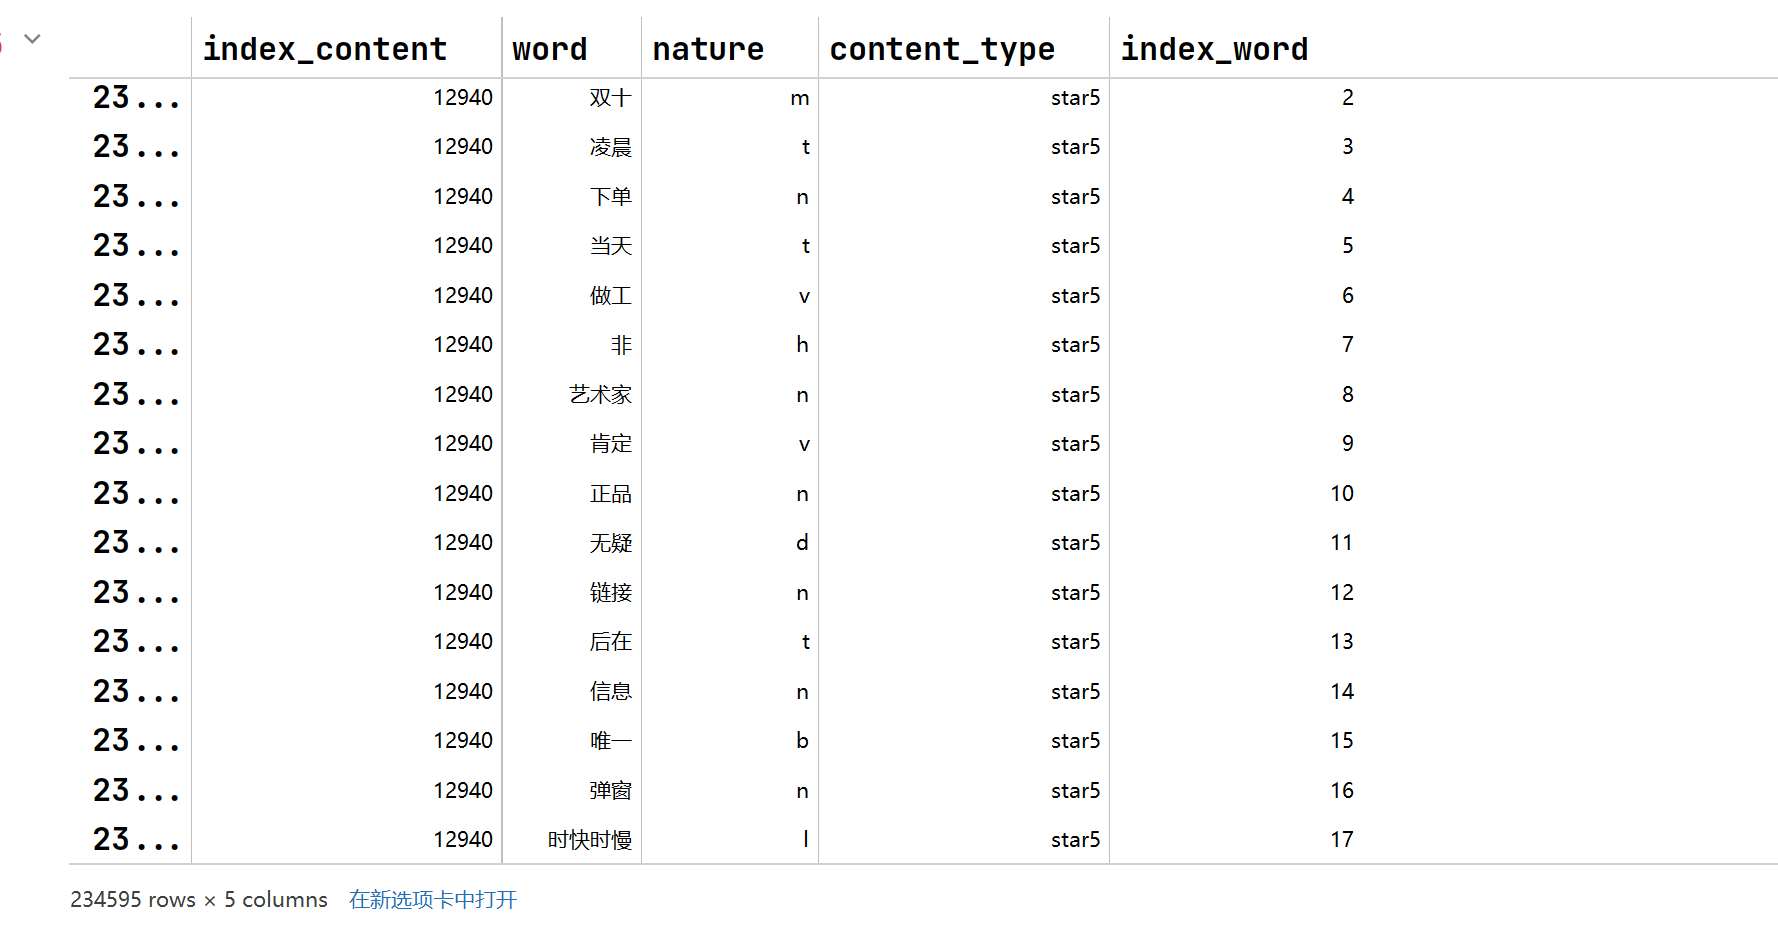 index_content word nature content_type index_word
23... 12940 双十 m star5 2
23... 12940 凌晨 t star5 3
23... 12940 下单 n star5 4
23... 12940 当天 t star5 5
23... 12940 做工 v star5 6
23... 12940 非 h star5 7
23... 12940 艺术家 n star5 8
23... 12940 肯定 v star5 9
23... 12940 正品 n star5 10
23... 12940 无疑 d star5 11
23... 12940 链接 n star5 12
23... 12940 后在 t star5 13
23... 12940 信息 n star5 14
23... 12940 唯一 b star5 15
23... 12940 弹窗 n star5 16
23... 12940 时快时慢 l star5 17
234595 rows × 5 columns 在新选项卡中打开